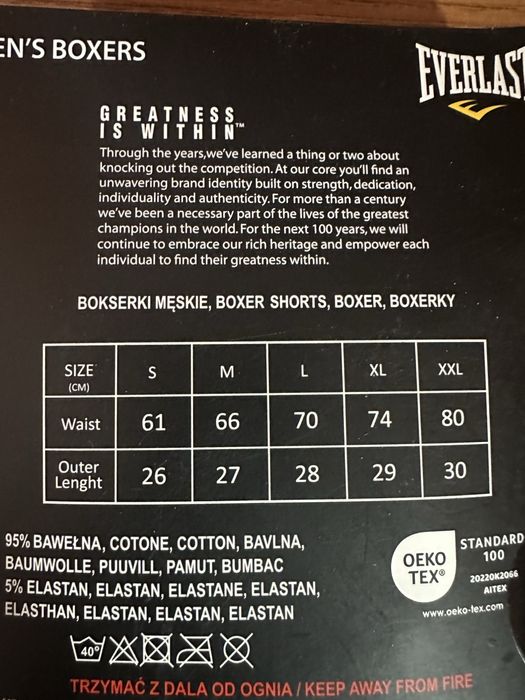 EN'S BOXERS
EVERLAST
GREATNESS
IS WITHIN™
Through the years,we've learned a thing or two about
knocking out the competition. At our core you'll find an
unwavering brand identity built on strength, dedication,
individuality and authenticity. For more than a century
we've been a necessary part of the lives of the greatest
champions in the world. For the next 100 years, we will
continue to embrace our rich heritage and empower each
individual to find their greatness within.
BOKSERKI MĘSKIE, BOXER SHORTS, BOXER, BOXERKY
SIZE (CM) S M L XL XXL
Waist 61 66 70 74 80
Outer Lenght 26 27 28 29 30
95% BAWEŁNA, COTONE, COTTON, BAVLNA,
BAUMWOLLE, PUUVILL, PAMUT, BUMBAC
5% ELASTAN, ELASTAN, ELASTANE, ELASTAN,
ELASTHAN, ELASTAN, ELASTAN, ELASTAN
OEKO
TEX®
STANDARD
100
20220K2066
AITEX
www.oeko-tex.com
40°
TRZYMAĆ Z DALA OD OGNIA / KEEP AWAY FROM FIRE